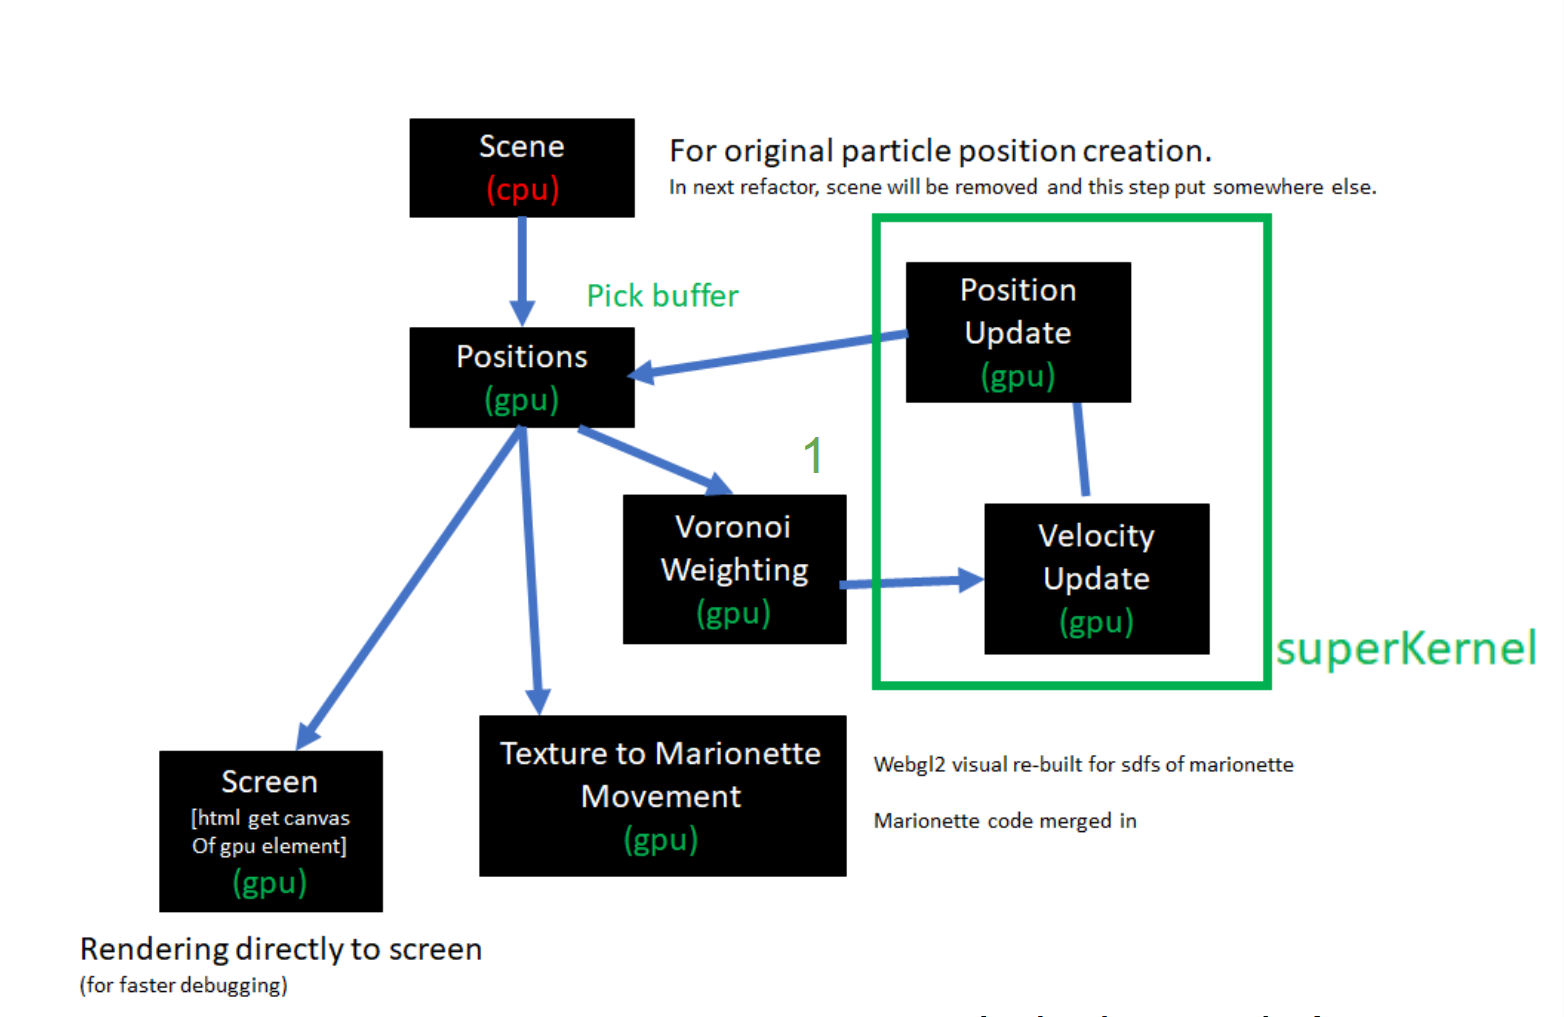 Scene
(cpu)
For original particle position creation.
In next refactor, scene will be removed and this step put somewhere else.
Pick buffer
Position
Update
(gpu)
Positions
(gpu)
1
Voronoi
Weighting
(gpu)
Velocity
Update
(gpu)
superKernel
Texture to Marionette
Movement
(gpu)
Webgl2 visual re-built for sdfs of marionette
Marionette code merged in
Screen
[html get canvas
Of gpu element]
(gpu)
Rendering directly to screen
(for faster debugging)